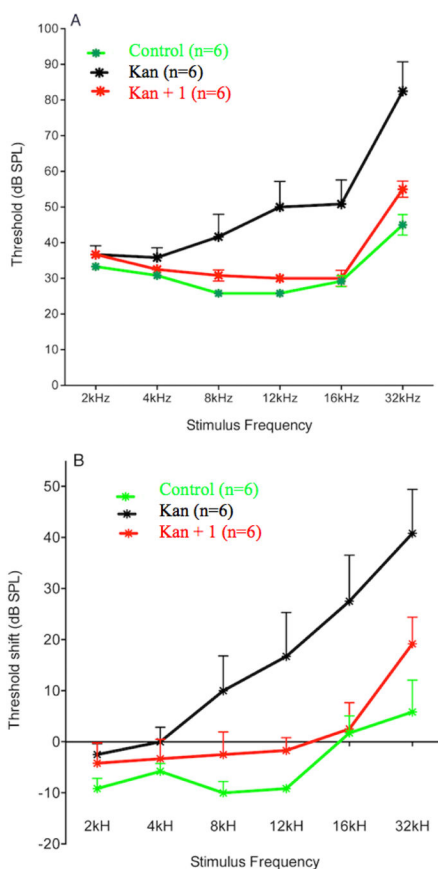 A
Control (n=6)
Kan (n=6)
Kan + 1 (n=6)
Threshold (dB SPL)
100
90
80
70
60
50
40
30
20
10
0
2kHz 4kHz 8kHz 12kHz 16kHz 32kHz
Stimulus Frequency
B
Control (n=6)
Kan (n=6)
Kan + 1 (n=6)
Threshold shift (dB SPL)
50
40
30
20
10
0
-10
-20
2kH 4kH 8kH 12kH 16kH 32kH
Stimulus Frequency